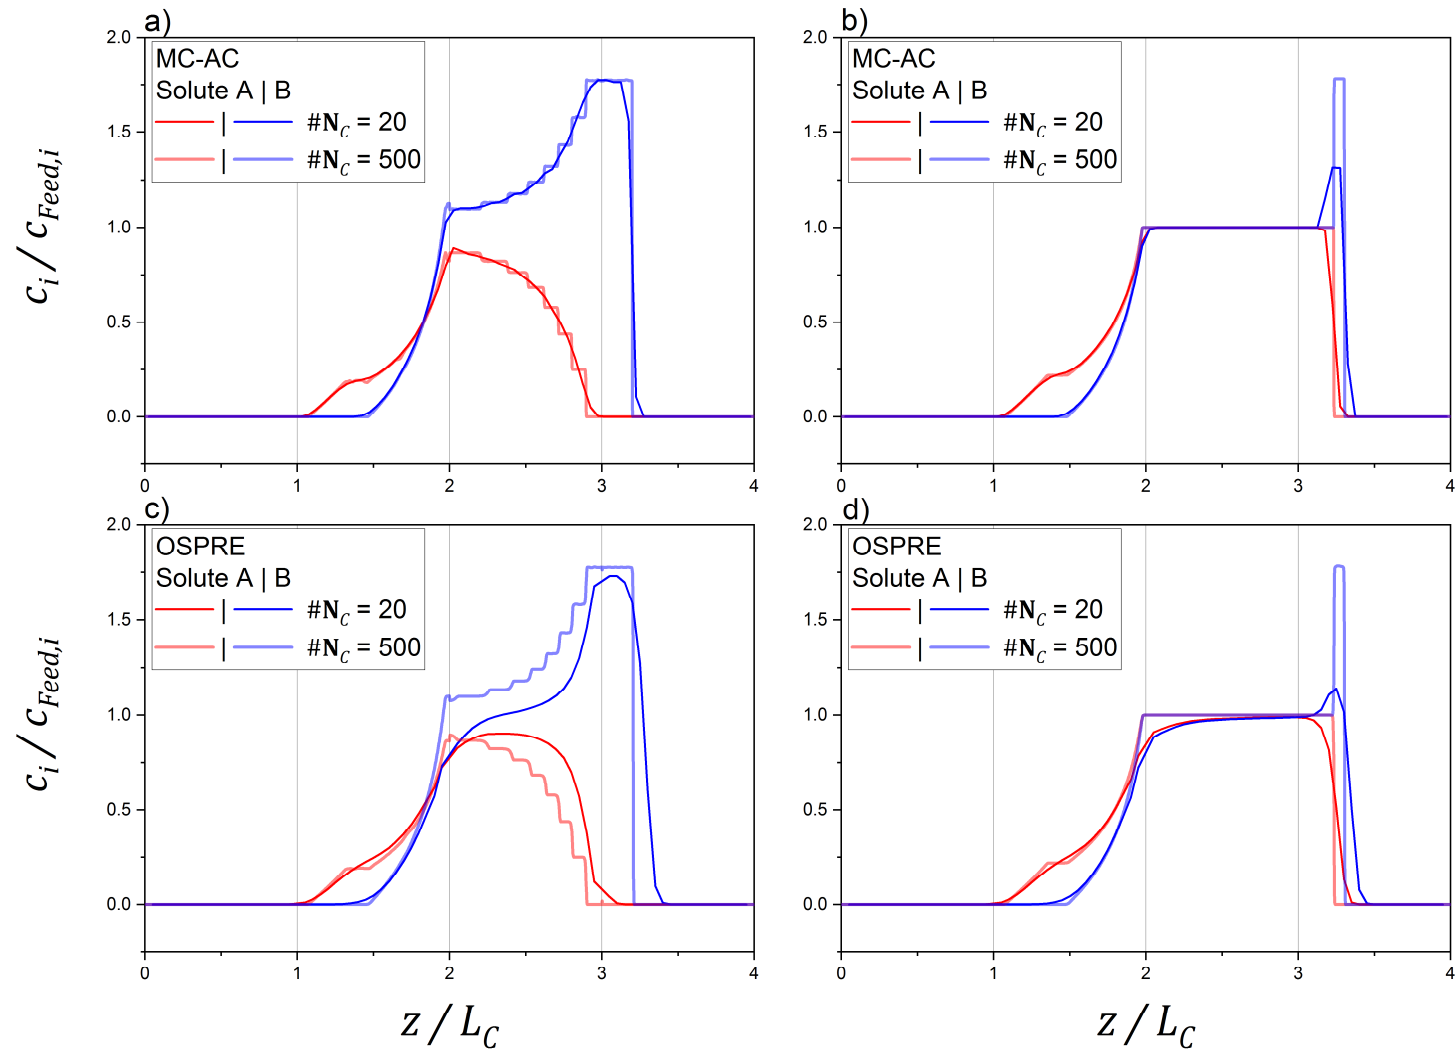 a)
2.0
1.5
1.0
0.5
0.0
MC-AC
Solute A | B
| #N_C = 20
| #N_C = 500
0 1 2 3 4
b)
2.0
1.5
1.0
0.5
0.0
MC-AC
Solute A | B
| #N_C = 20
| #N_C = 500
0 1 2 3 4
c_i / c_Feed,i
c)
2.0
1.5
1.0
0.5
0.0
OSPRE
Solute A | B
| #N_C = 20
| #N_C = 500
0 1 2 3 4
d)
2.0
1.5
1.0
0.5
0.0
OSPRE
Solute A | B
| #N_C = 20
| #N_C = 500
0 1 2 3 4
c_i / c_Feed,i
z / L_C
z / L_C